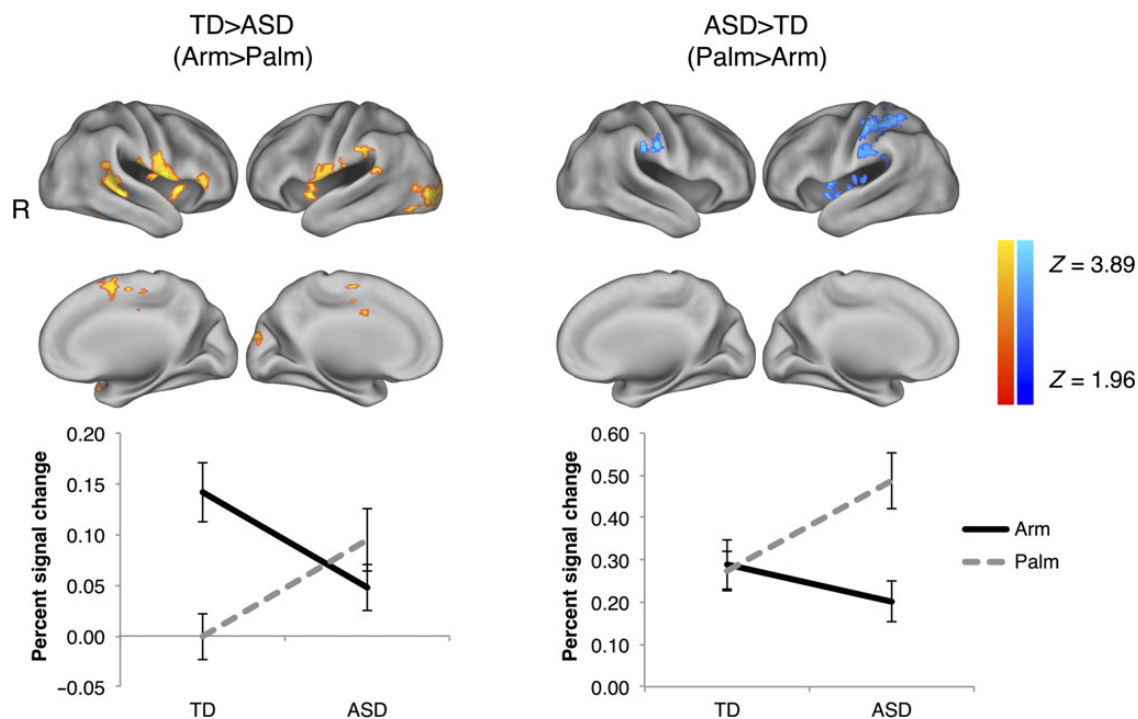 TD>ASD
(Arm>Palm)
ASD>TD
(Palm>Arm)
R
Z = 3.89
Z = 1.96
Percent signal change
0.20
0.15
0.10
0.05
0.00
−0.05
TD
ASD
Percent signal change
0.60
0.50
0.40
0.30
0.20
0.10
0.00
TD
ASD
Arm
Palm